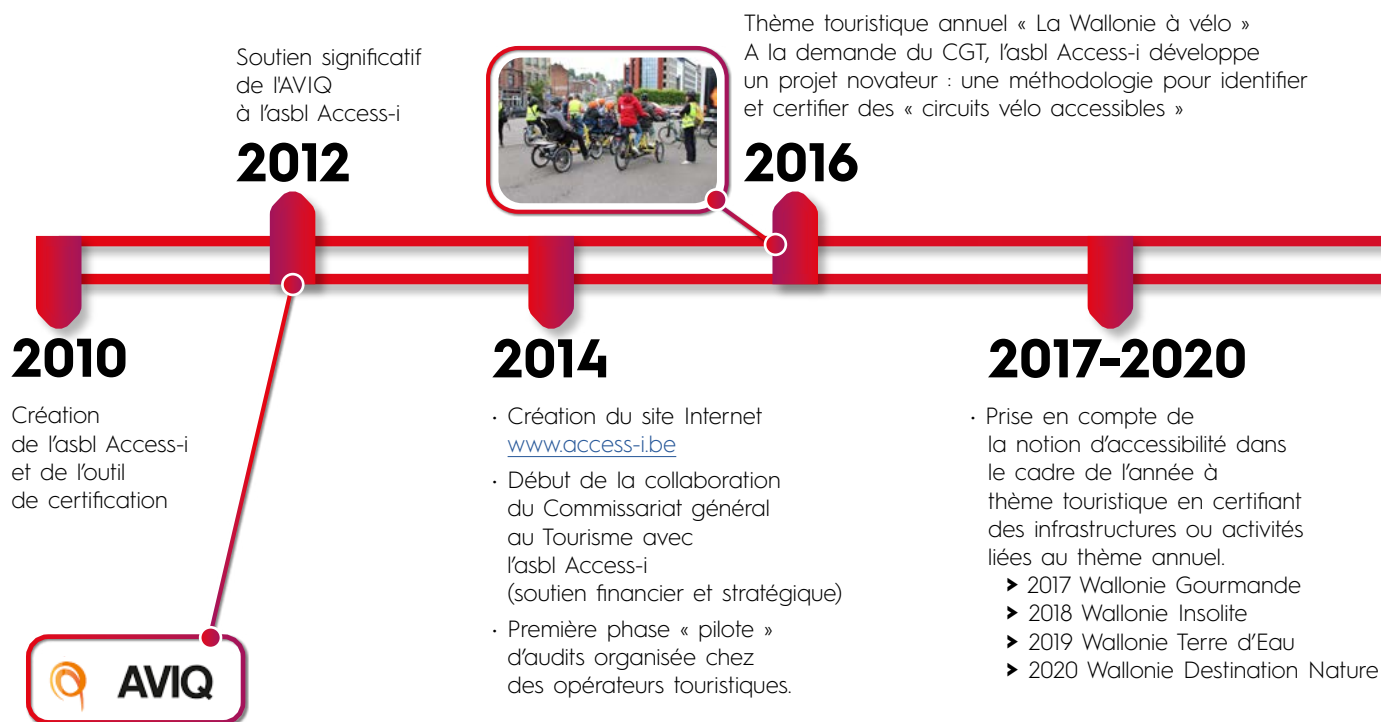 Soutien significatif
de l'AVIQ
à l'asbl Access-i
2012
Thème touristique annuel « La Wallonie à vélo »
A la demande du CGT, l'asbl Access-i développe
un projet novateur : une méthodologie pour identifier
et certifier des « circuits vélo accessibles »
2016
2010
Création
de l'asbl Access-i
et de l'outil
de certification
AVIQ
2014
· Création du site Internet
www.access-i.be
· Début de la collaboration
du Commissariat général
au Tourisme avec
l'asbl Access-i
(soutien financier et stratégique)
· Première phase « pilote »
d'audits organisée chez
des opérateurs touristiques.
2017-2020
· Prise en compte de
la notion d'accessibilité dans
le cadre de l'année à
thème touristique en certifiant
des infrastructures ou activités
liées au thème annuel.
> 2017 Wallonie Gourmande
> 2018 Wallonie Insolite
> 2019 Wallonie Terre d'Eau
> 2020 Wallonie Destination Nature